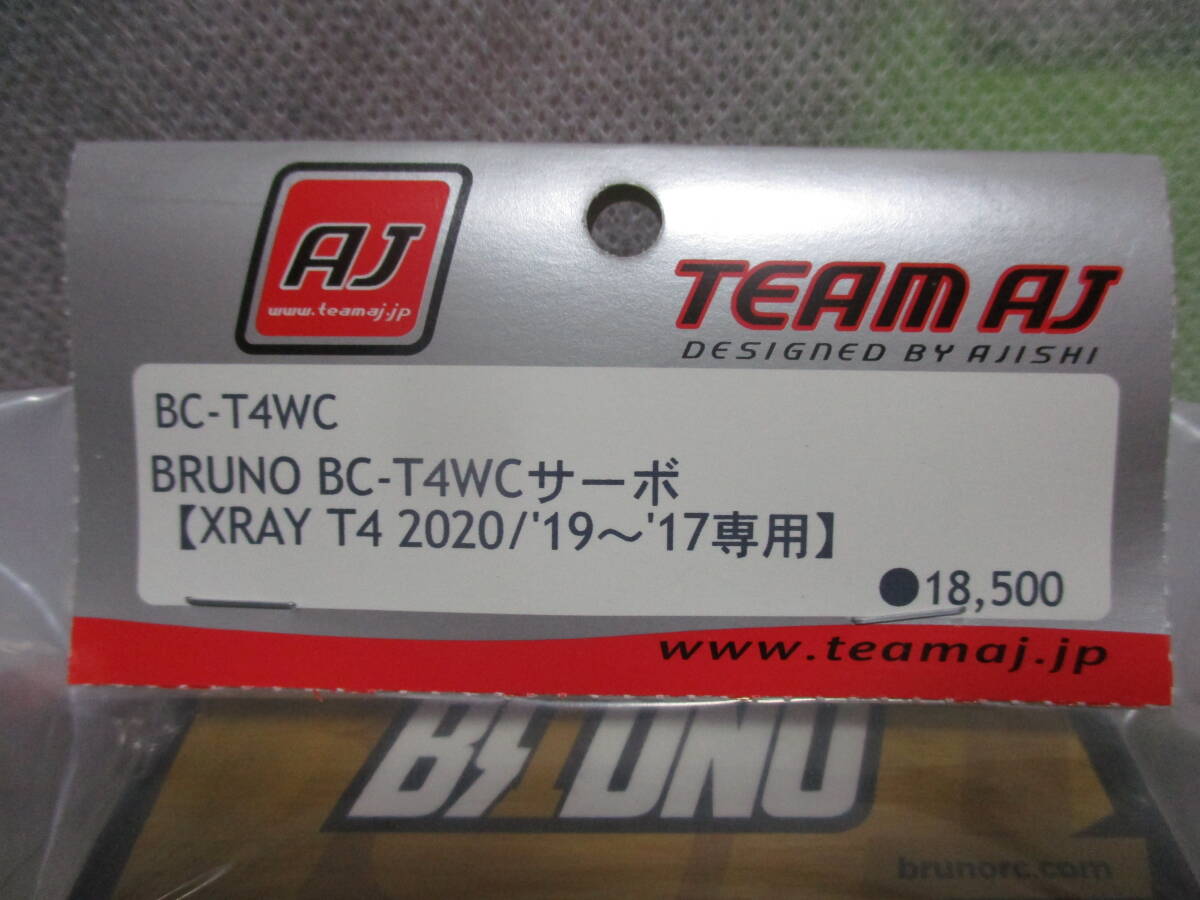 AJ
www.teamaj.jp
TEAM AJ
DESIGNED BY AJISHI
BC-T4WC
BRUNO BC-T4WCサーボ
【XRAY T4 2020/'19～'17専用】
●18,500
www.teamaj.jp
BRUNO
brunorc.com